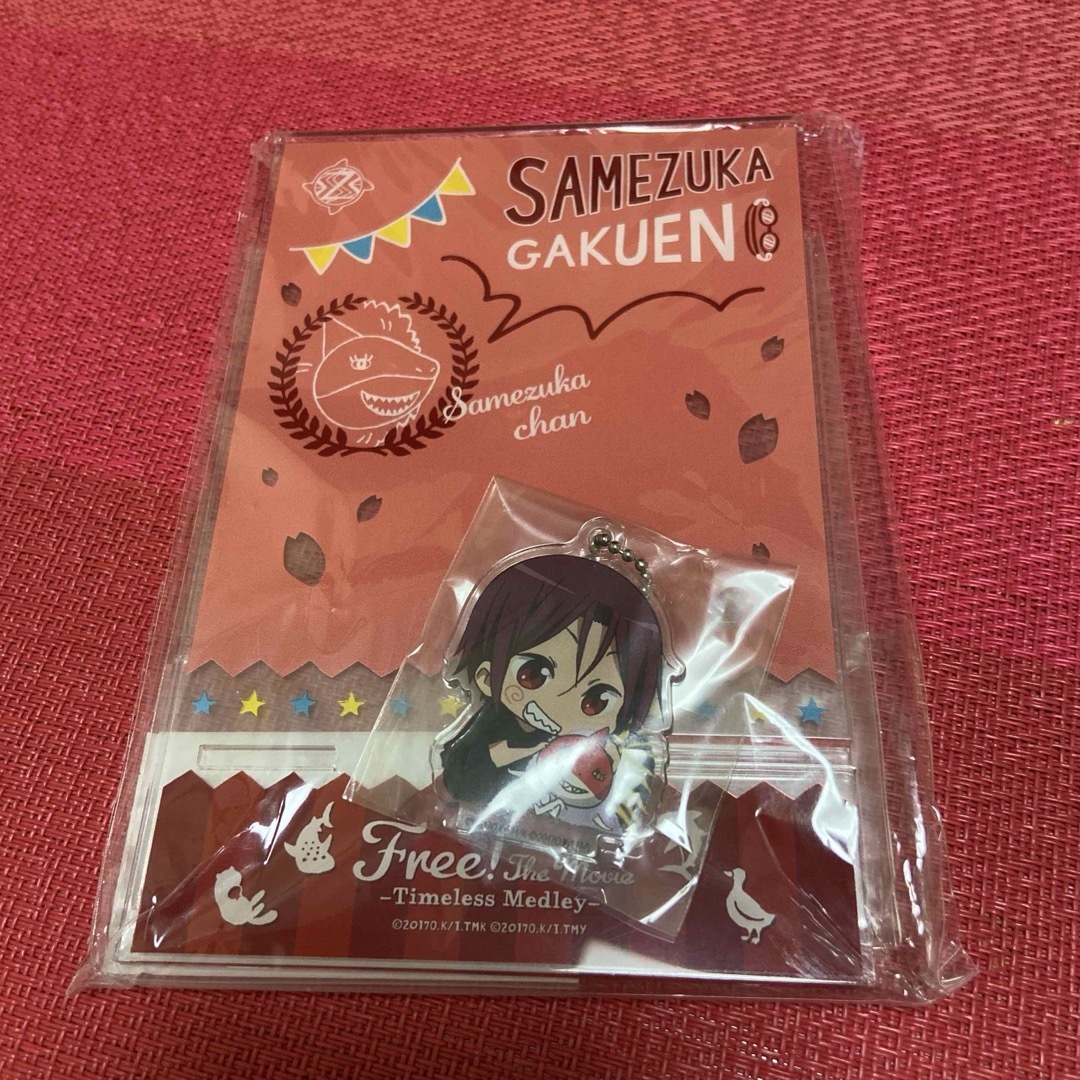 SAMEZUKA
GAKUEN
Samezuka
chan
Free! The Movie
-Timeless Medley-
©2017O.K/I.TMK ©2017O.K/I.TMY